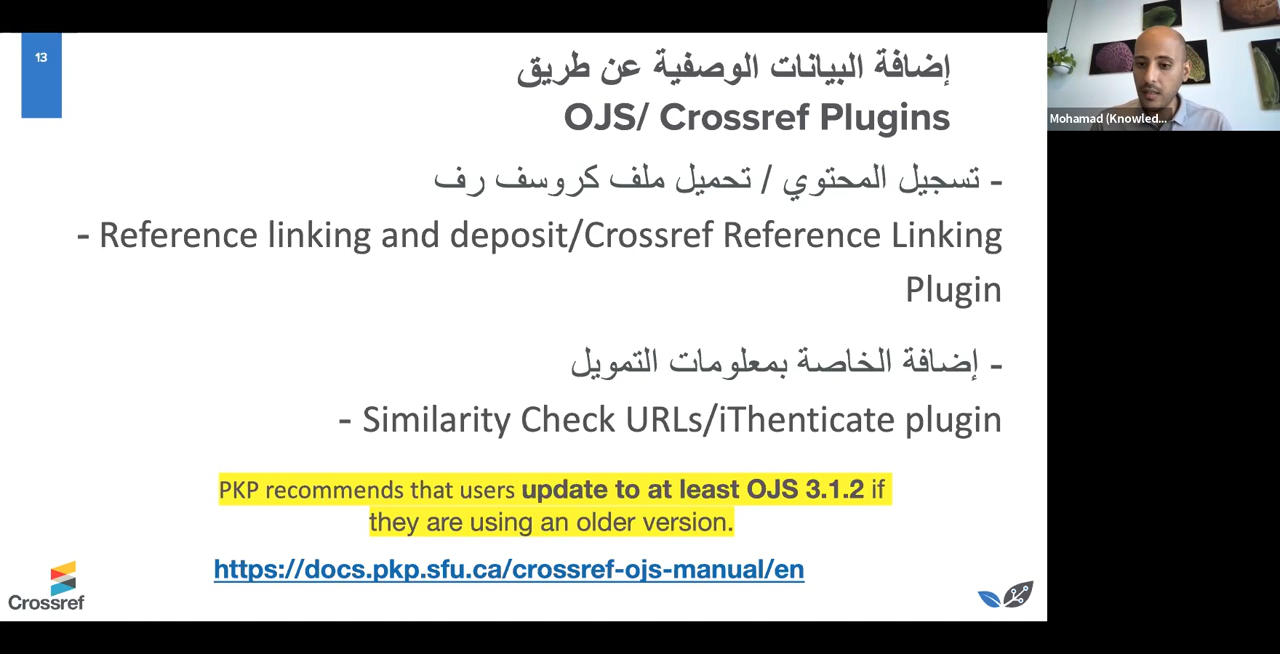 13
إضافة البيانات الوصفية عن طريق
OJS/ Crossref Plugins
- تسجيل المحتوي / تحميل ملف كروسف رف
- Reference linking and deposit/Crossref Reference Linking
Plugin
- إضافة الخاصة بمعلومات التمويل
- Similarity Check URLs/iThenticate plugin
PKP recommends that users update to at least OJS 3.1.2 if
they are using an older version.
https://docs.pkp.sfu.ca/crossref-ojs-manual/en
Crossref
Mohamad (Knowled...